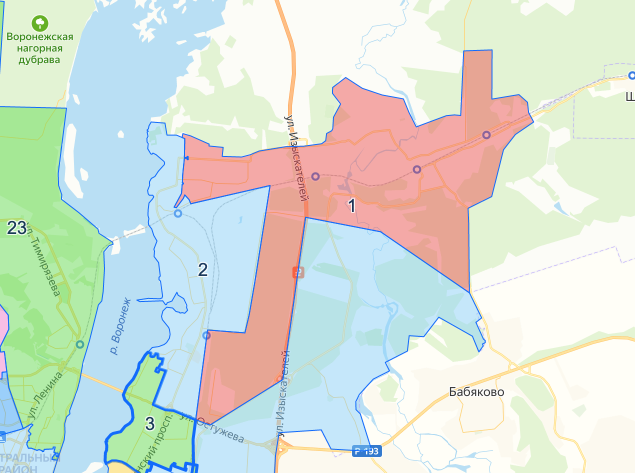 Воронежская
нагорная
дубрава
Ш
ул. Изыскателей
1
23
ул. Тимирязева
2
р. Воронеж
ул. Изыскателей
Бабяково
ул. Ленина
3
ул. Остужева
нский просп.
Р 193
ТРАЛЬНЫ
РАЙОН